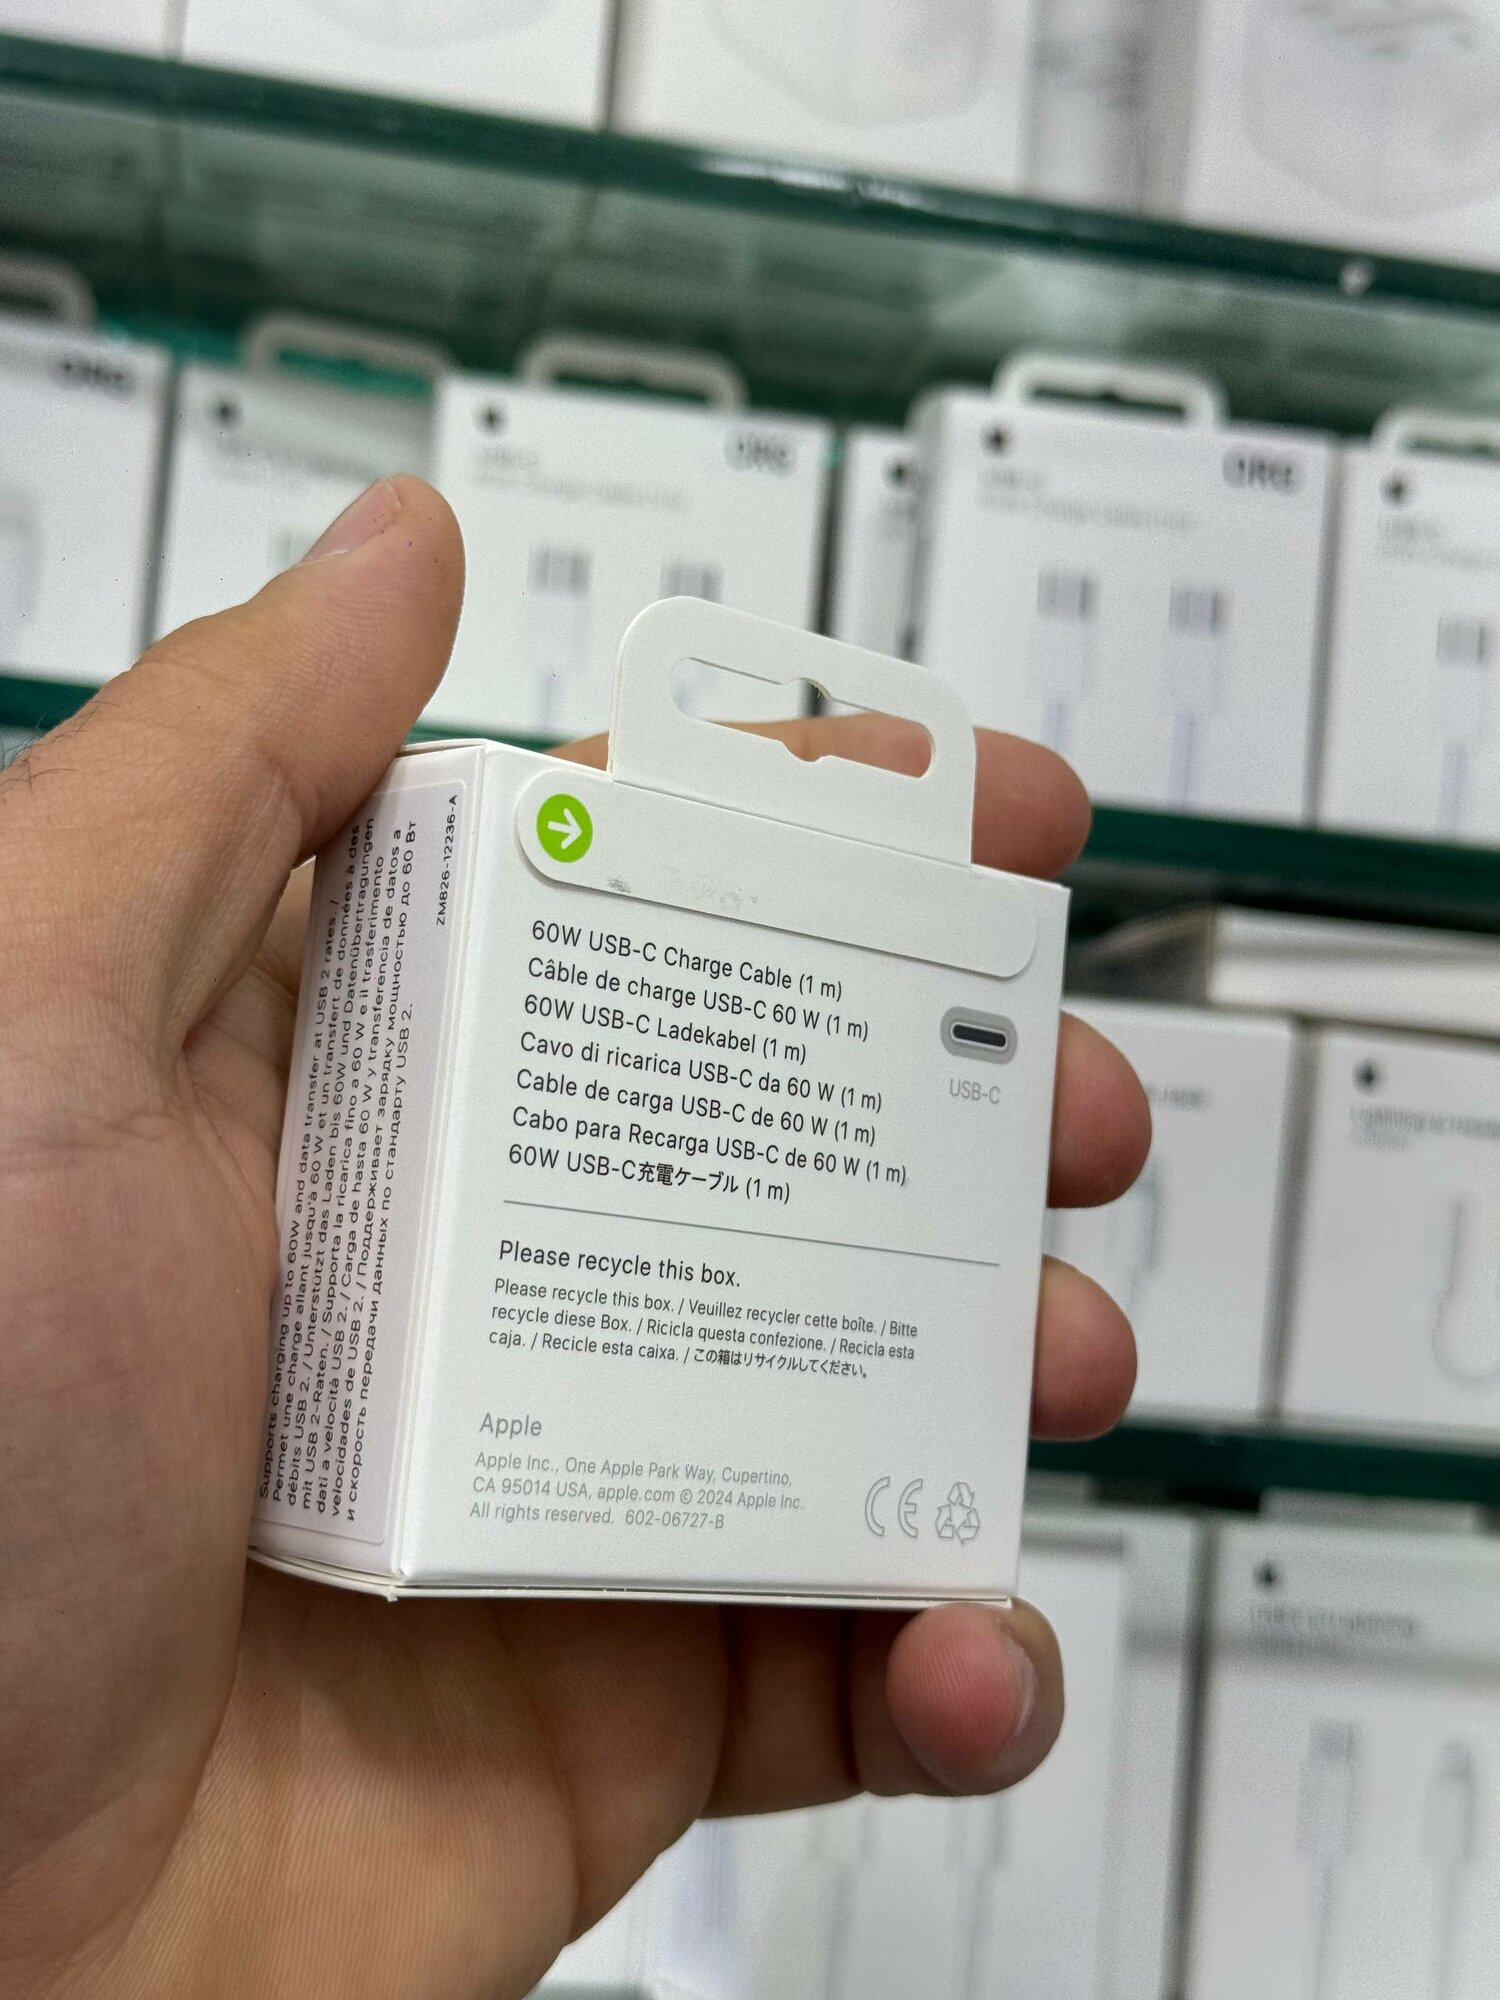 ORG
ORG
ORG
60W USB-C Charge Cable (1 m)
Câble de charge USB-C 60 W (1 m)
60W USB-C Ladekabel (1 m)
Cavo di ricarica USB-C da 60 W (1 m)
Cable de carga USB-C de 60 W (1 m)
Cabo para Recarga USB-C de 60 W (1 m)
60W USB-C充電ケーブル (1 m)
USB-C
Please recycle this box.
Please recycle this box. / Veuillez recycler cette boîte. / Bitte
recycle diese Box. / Ricicla questa confezione. / Recicla esta
caja. / Recicle esta caixa. / この箱はリサイクルしてください。
Apple
Apple Inc., One Apple Park Way, Cupertino,
CA 95014 USA, apple.com © 2024 Apple Inc.
All rights reserved. 602-06727-B
CE
Supports charging up to 60W and data transfer at USB 2 rates. /
Permet une charge allant jusqu'à 60 W et un transfert de données à des
débits USB 2. / Unterstützt das Laden bis 60W und Datenübertragungen
mit USB 2-Raten. / Supporta la ricarica fino a 60 W e il trasferimento
dati a velocità USB 2. / Carga de hasta 60 W y transferencia de datos a
velocidades de USB 2. / Поддерживает зарядку мощностью до 60 Вт
и скорость передачи данных по стандарту USB 2.
ZM826-12236-A